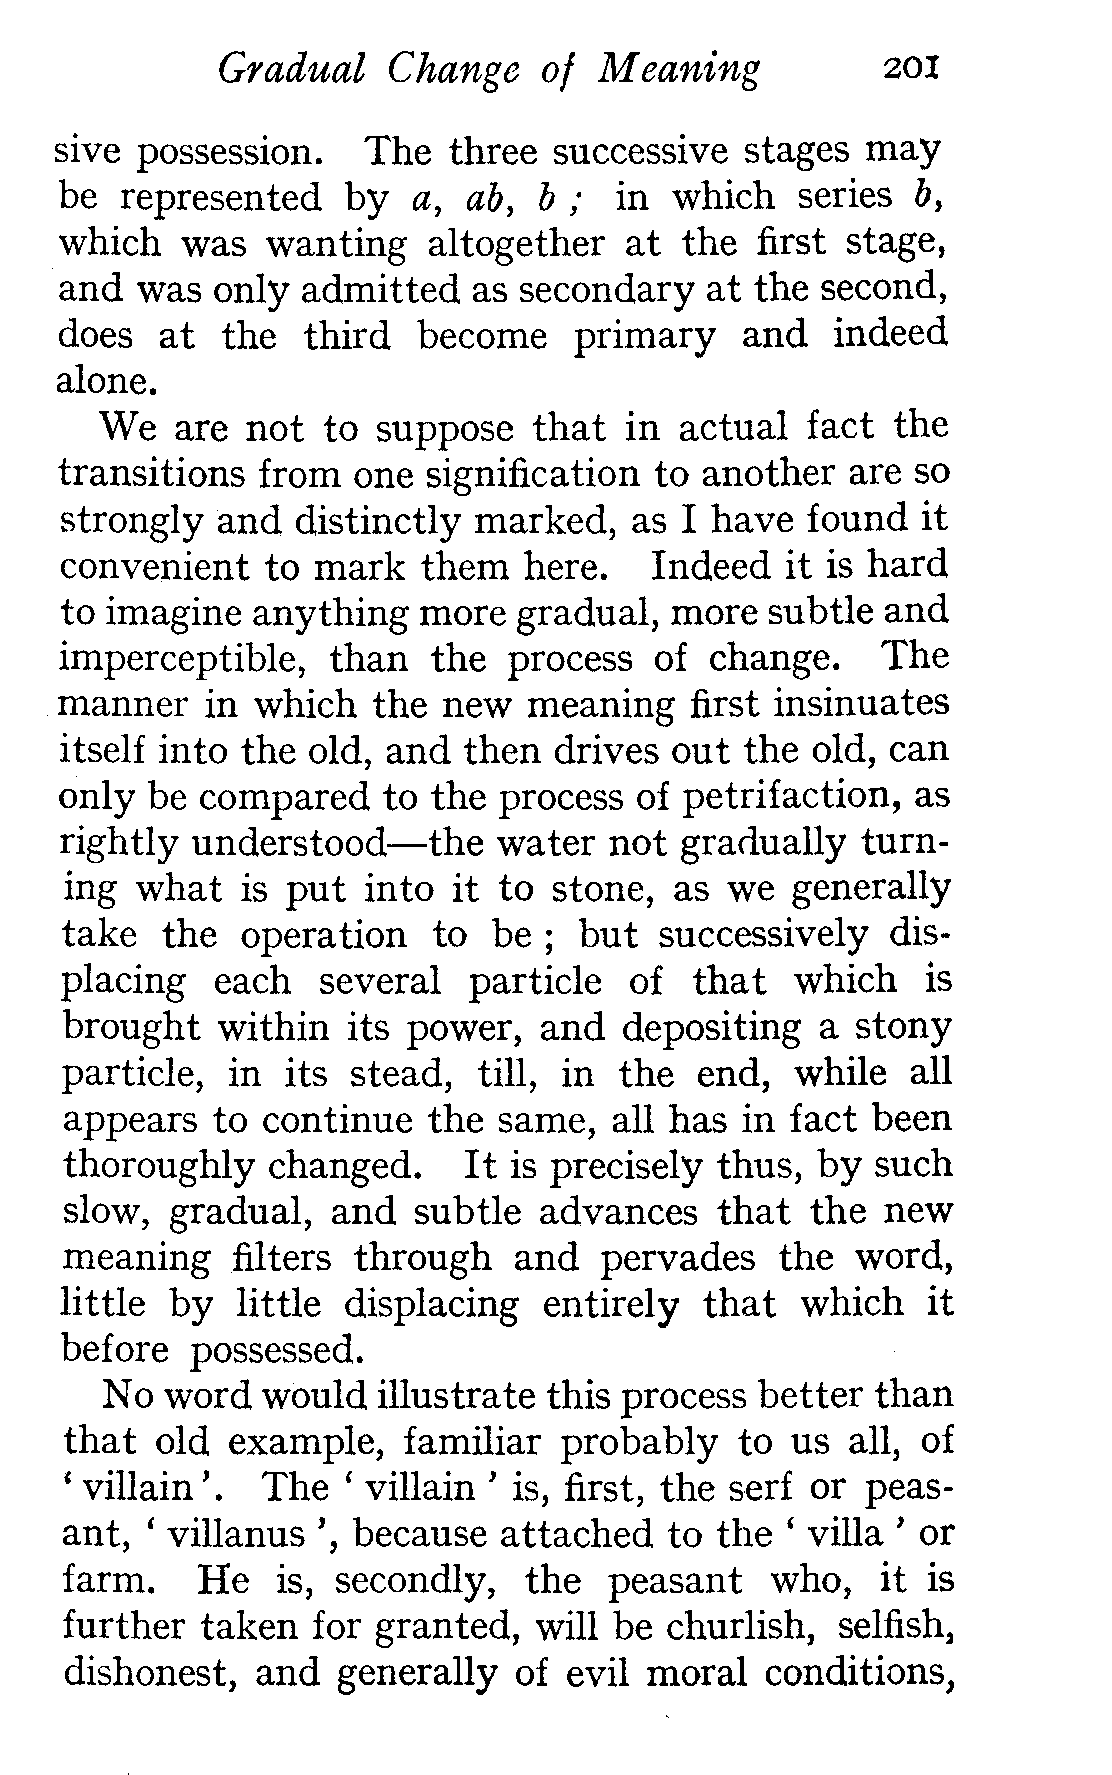 Gradual Change of Meaning 201
sive possession. The three successive stages may
be represented by a, ab, b ; in which series b,
which was wanting altogether at the first stage,
and was only admitted as secondary at the second,
does at the third become primary and indeed
alone.
We are not to suppose that in actual fact the
transitions from one signification to another are so
strongly and distinctly marked, as I have found it
convenient to mark them here. Indeed it is hard
to imagine anything more gradual, more subtle and
imperceptible, than the process of change. The
manner in which the new meaning first insinuates
itself into the old, and then drives out the old, can
only be compared to the process of petrifaction, as
rightly understood—the water not gradually turn-
ing what is put into it to stone, as we generally
take the operation to be ; but successively dis-
placing each several particle of that which is
brought within its power, and depositing a stony
particle, in its stead, till, in the end, while all
appears to continue the same, all has in fact been
thoroughly changed. It is precisely thus, by such
slow, gradual, and subtle advances that the new
meaning filters through and pervades the word,
little by little displacing entirely that which it
before possessed.
No word would illustrate this process better than
that old example, familiar probably to us all, of
‘ villain ’. The ‘ villain ’ is, first, the serf or peas-
ant, ‘ villanus ’, because attached to the ‘ villa ’ or
farm. He is, secondly, the peasant who, it is
further taken for granted, will be churlish, selfish,
dishonest, and generally of evil moral conditions,